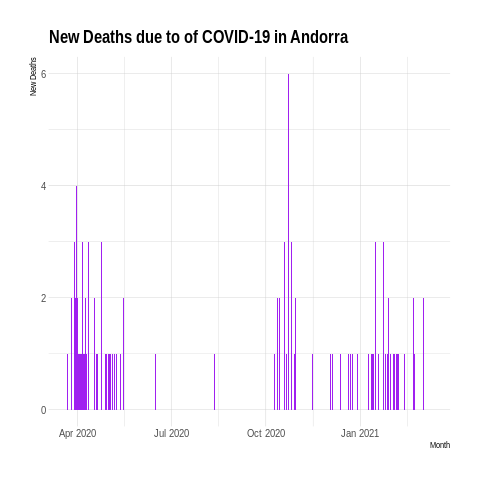 New Deaths due to of COVID-19 in Andorra
New Deaths
6
4
2
0
Apr 2020 Jul 2020 Oct 2020 Jan 2021
Month